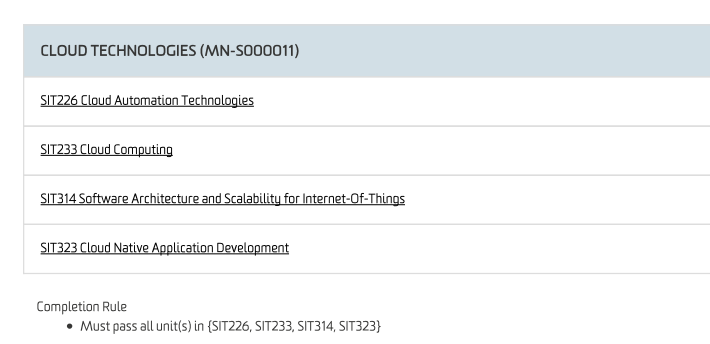 CLOUD TECHNOLOGIES (MN-S000011)
SIT226 Cloud Automation Technologies
SIT233 Cloud Computing
SIT314 Software Architecture and Scalability for Internet-Of-Things
SIT323 Cloud Native Application Development
Completion Rule
• Must pass all unit(s) in {SIT226, SIT233, SIT314, SIT323}